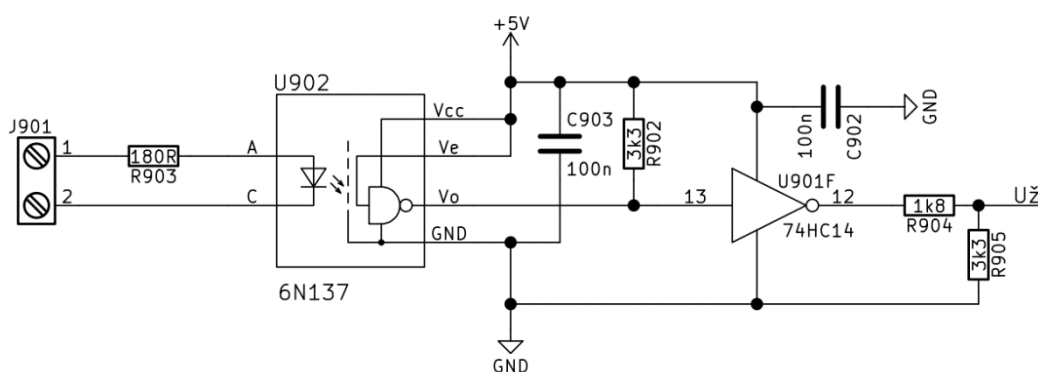 +5V
U902
J901
1
2
180R
R903
A
C
Vcc
Ve
Vo
GND
6N137
C903
100n
3k3
R902
100n
C902
GND
U901F
13
12
74HC14
1k8
R904
Už
3k3
R905
GND